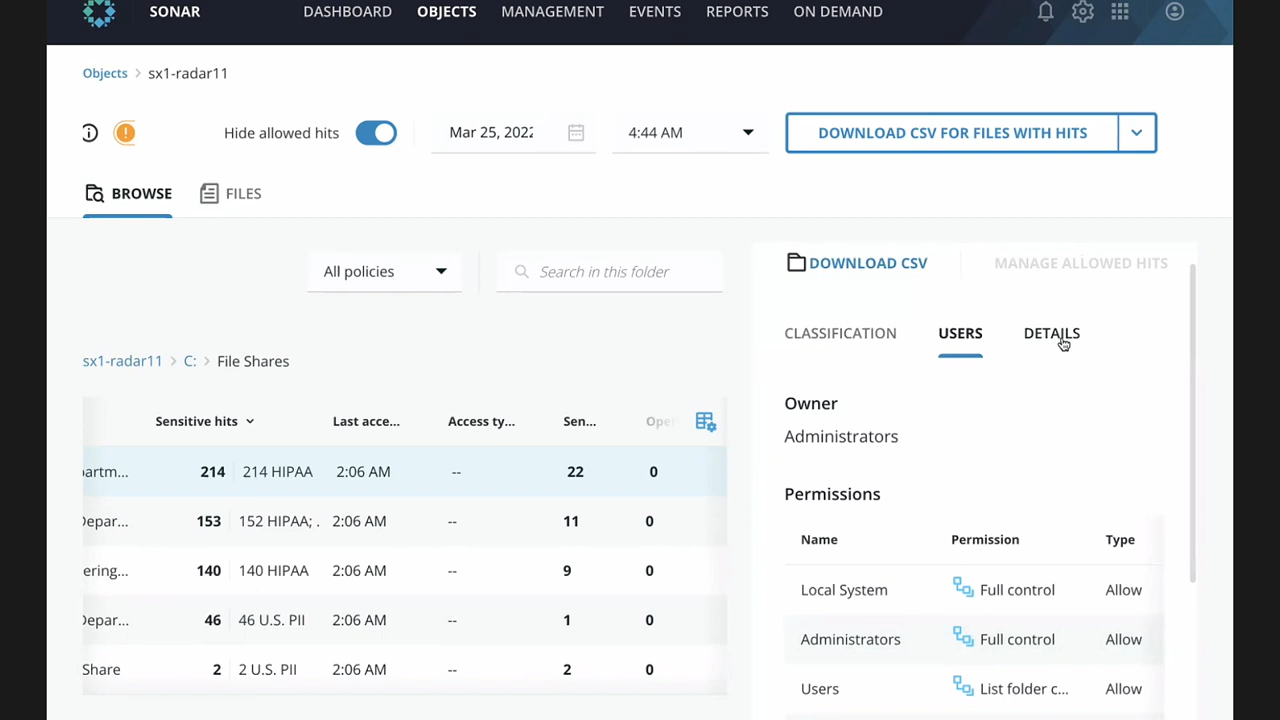 SONAR DASHBOARD OBJECTS MANAGEMENT EVENTS REPORTS ON DEMAND
Objects > sx1-radar11
Hide allowed hits Mar 25, 2022 4:44 AM DOWNLOAD CSV FOR FILES WITH HITS
BROWSE FILES
All policies Search in this folder
DOWNLOAD CSV MANAGE ALLOWED HITS
CLASSIFICATION USERS DETAILS
sx1-radar11 > C: > File Shares
Owner
Administrators
Permissions
Sensitive hits Last acce... Access ty... Sen... Oper
artm... 214 214 HIPAA 2:06 AM -- 22 0
Depar... 153 152 HIPAA; . 2:06 AM -- 11 0
ering... 140 140 HIPAA 2:06 AM -- 9 0
Depar... 46 46 U.S. PII 2:06 AM -- 1 0
Share 2 2 U.S. PII 2:06 AM -- 2 0
Name Permission Type
Local System Full control Allow
Administrators Full control Allow
Users List folder c... Allow